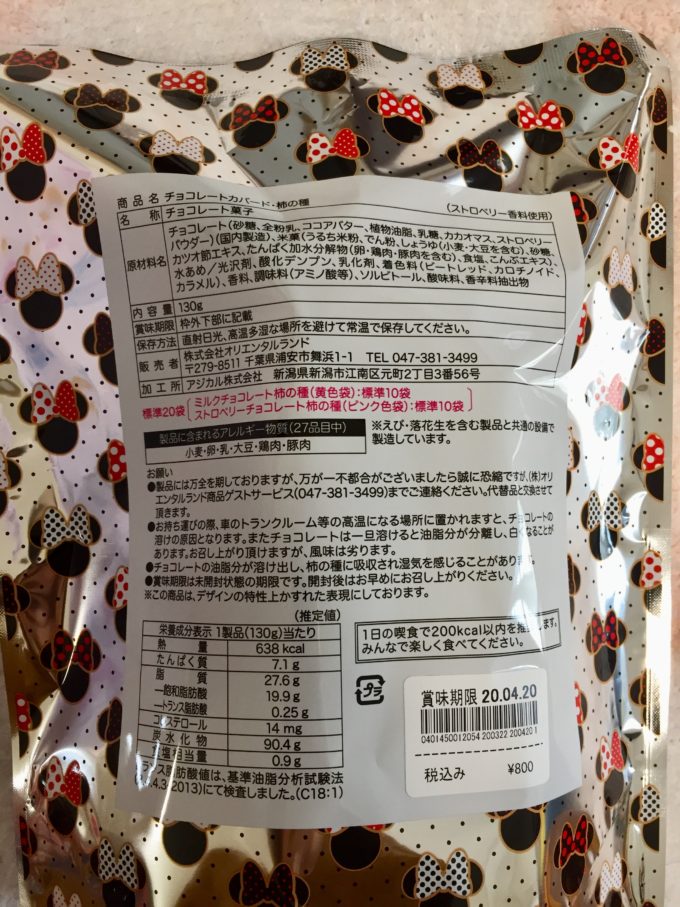 商品名 チョコレートカバード・柿の種
名 称 チョコレート菓子 (ストロベリー香料使用)
原材料名 チョコレート(砂糖、全粉乳、ココアバター、植物油脂、乳糖、カカオマス、ストロベリー
パウダー)(国内製造)、米菓(うるち米粉、でん粉、しょうゆ(小麦・大豆を含む)、砂糖、
カツオ節エキス、たんぱく加水分解物(卵・鶏肉・豚肉を含む)、食塩、こんぶエキス)、
水あめ/光沢剤、酸化デンプン、乳化剤、着色料(ビートレッド、カロチノイド、
カラメル)、香料、調味料(アミノ酸等)、ソルビトール、酸味料、香辛料抽出物
内容量 130g
賞味期限 枠外下部に記載
保存方法 直射日光、高温多湿な場所を避けて常温で保存してください。
販売者 株式会社オリエンタルランド
〒279-8511 千葉県浦安市舞浜1-1 TEL 047-381-3499
加工所 アジカル株式会社 新潟県新潟市江南区元町2丁目3番56号
標準20袋 ミルクチョコレート柿の種(黄色袋):標準10袋
ストロベリーチョコレート柿の種(ピンク色袋):標準10袋
製品に含まれるアレルギー物質(27品目中)
小麦・卵・乳・大豆・鶏肉・豚肉
※えび・落花生を含む製品と共通の設備で
製造しています。
お願い
●製品には万全を期しておりますが、万が一不都合がございましたら誠に恐縮ですが、(株)オリ
エンタルランド商品ゲストサービス(047-381-3499)までご連絡ください。代替品と交換させて
頂きます。
●お持ち運びの際、車のトランクルーム等の高温になる場所に置かれますと、チョコレートの
溶けの原因となります。またチョコレートは一旦溶けると油脂分が分離し、白くなることが
あります。お召し上がり頂けますが、風味は劣ります。
●チョコレートの油脂分が溶け出し、柿の種に吸収され湿気を感じることがあります。
●賞味期限は未開封状態の期限です。開封後はお早めにお召し上がりください。
※この商品は、デザインの特性上かすれた表現にしております。
(推定値)
栄養成分表示 1製品(130g)当たり
熱 量 638 kcal
たんぱく質 7.1 g
脂 質 27.6 g
―飽和脂肪酸 19.9 g
―トランス脂肪酸 0.25 g
コレステロール 14 mg
炭水化物 90.4 g
食塩相当量 0.9 g
トランス脂肪酸値は、基準油脂分析試験法
4.3-2013)にて検査しました。(C18:1)
1日の喫食で200kcal以内を推奨します。
みんなで楽しく食べてください。
プラ
賞味期限 20.04.20
0401450012054 200322 200420 1
税込み ¥800